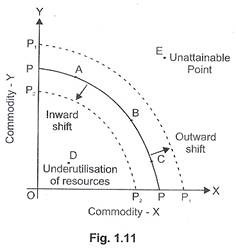 Y
P₁
P
P₂
A
E
Unattainable
Point
B
Inward
shift
Outward
shift
C
D
Underutilisation
of resources
O
P₂
P
P₁
X
Commodity - Y
Commodity - X
Fig. 1.11